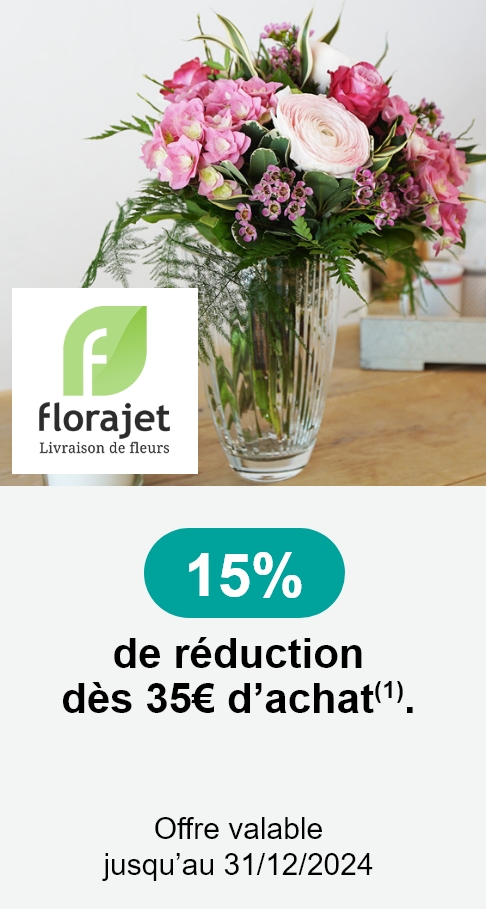 f
florajet
Livraison de fleurs
15%
de réduction
dès 35€ d’achat(1).
Offre valable
jusqu’au 31/12/2024